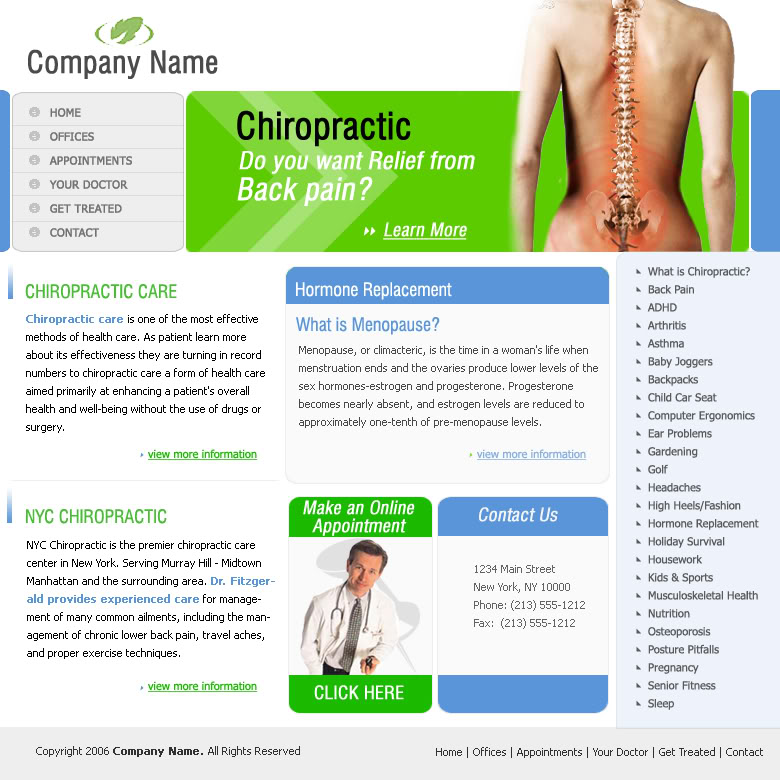 Company Name
HOME
OFFICES
APPOINTMENTS
YOUR DOCTOR
GET TREATED
CONTACT
Chiropractic
Do you want Relief from
Back pain?
Learn More
CHIROPRACTIC CARE
Chiropractic care is one of the most effective
methods of health care. As patient learn more
about its effectiveness they are turning in record
numbers to chiropractic care a form of health care
aimed primarily at enhancing a patient's overall
health and well-being without the use of drugs or
surgery.
view more information
Hormone Replacement
What is Menopause?
Menopause, or climacteric, is the time in a woman's life when
menstruation ends and the ovaries produce lower levels of the
sex hormones-estrogen and progesterone. Progesterone
becomes nearly absent, and estrogen levels are reduced to
approximately one-tenth of pre-menopause levels.
view more information
NYC CHIROPRACTIC
NYC Chiropractic is the premier chiropractic care
center in New York. Serving Murray Hill - Midtown
Manhattan and the surrounding area. Dr. Fitzger-
ald provides experienced care for manage-
ment of many common ailments, including the man-
agement of chronic lower back pain, travel aches,
and proper exercise techniques.
view more information
Make an Online
Appointment
CLICK HERE
Contact Us
1234 Main Street
New York, NY 10000
Phone: (213) 555-1212
Fax: (213) 555-1212
What is Chiropractic?
Back Pain
ADHD
Arthritis
Asthma
Baby Joggers
Backpacks
Child Car Seat
Computer Ergonomics
Ear Problems
Gardening
Golf
Headaches
High Heels/Fashion
Hormone Replacement
Holiday Survival
Housework
Kids & Sports
Musculoskeletal Health
Nutrition
Osteoporosis
Posture Pitfalls
Pregnancy
Senior Fitness
Sleep
Copyright 2006 Company Name. All Rights Reserved
Home | Offices | Appointments | Your Doctor | Get Treated | Contact